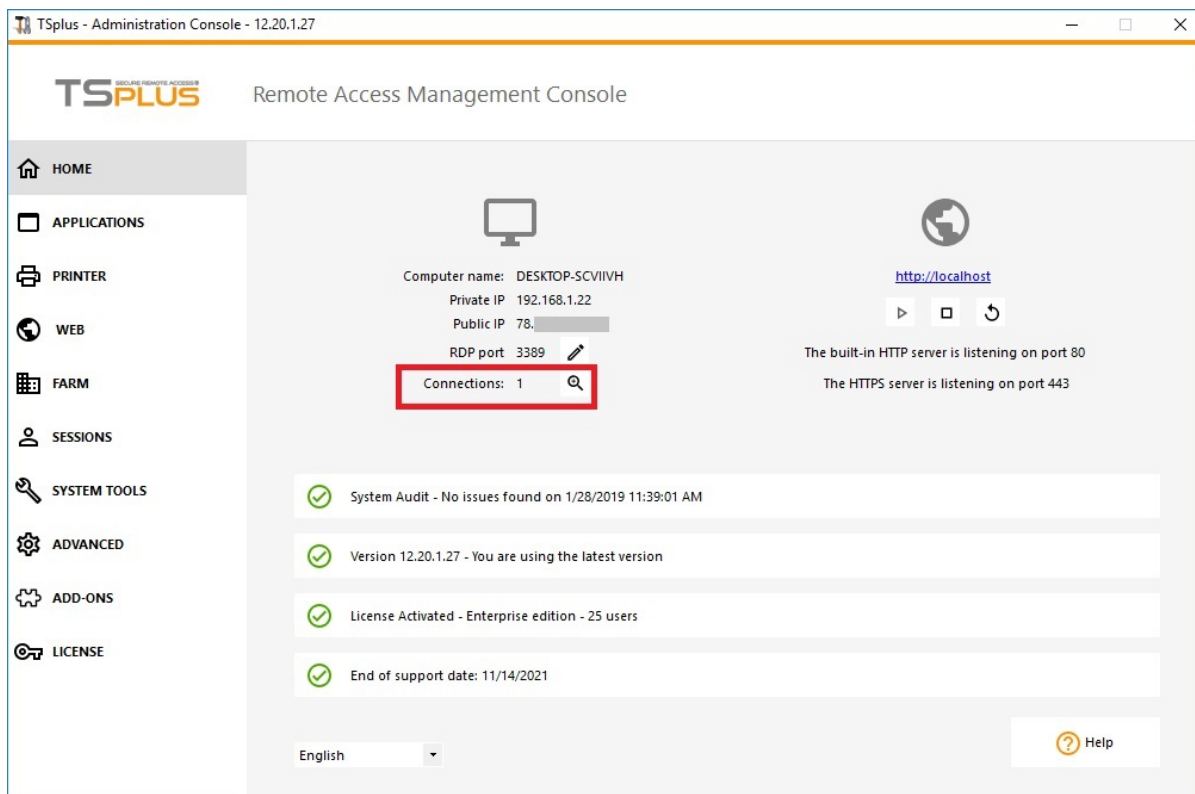 TSplus - Administration Console - 12.20.1.27
TSPLUS SECURE REMOTE ACCESS®
Remote Access Management Console
HOME
APPLICATIONS
PRINTER
WEB
FARM
SESSIONS
SYSTEM TOOLS
ADVANCED
ADD-ONS
LICENSE
Computer name: DESKTOP-SCVIIVH
Private IP 192.168.1.22
Public IP 78.
RDP port 3389
Connections: 1
http://localhost
The built-in HTTP server is listening on port 80
The HTTPS server is listening on port 443
System Audit - No issues found on 1/28/2019 11:39:01 AM
Version 12.20.1.27 - You are using the latest version
License Activated - Enterprise edition - 25 users
End of support date: 11/14/2021
English
Help